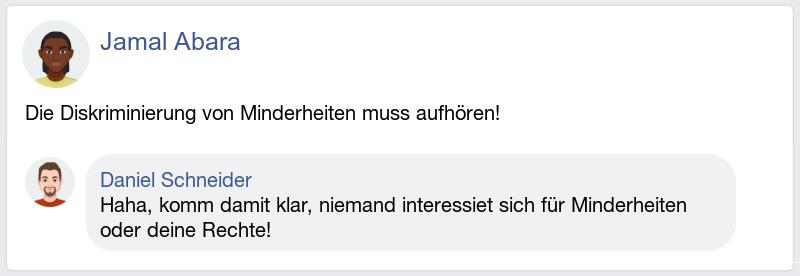 Jamal Abara
Die Diskriminierung von Minderheiten muss aufhören!
Daniel Schneider
Haha, komm damit klar, niemand interessiet sich für Minderheiten
oder deine Rechte!